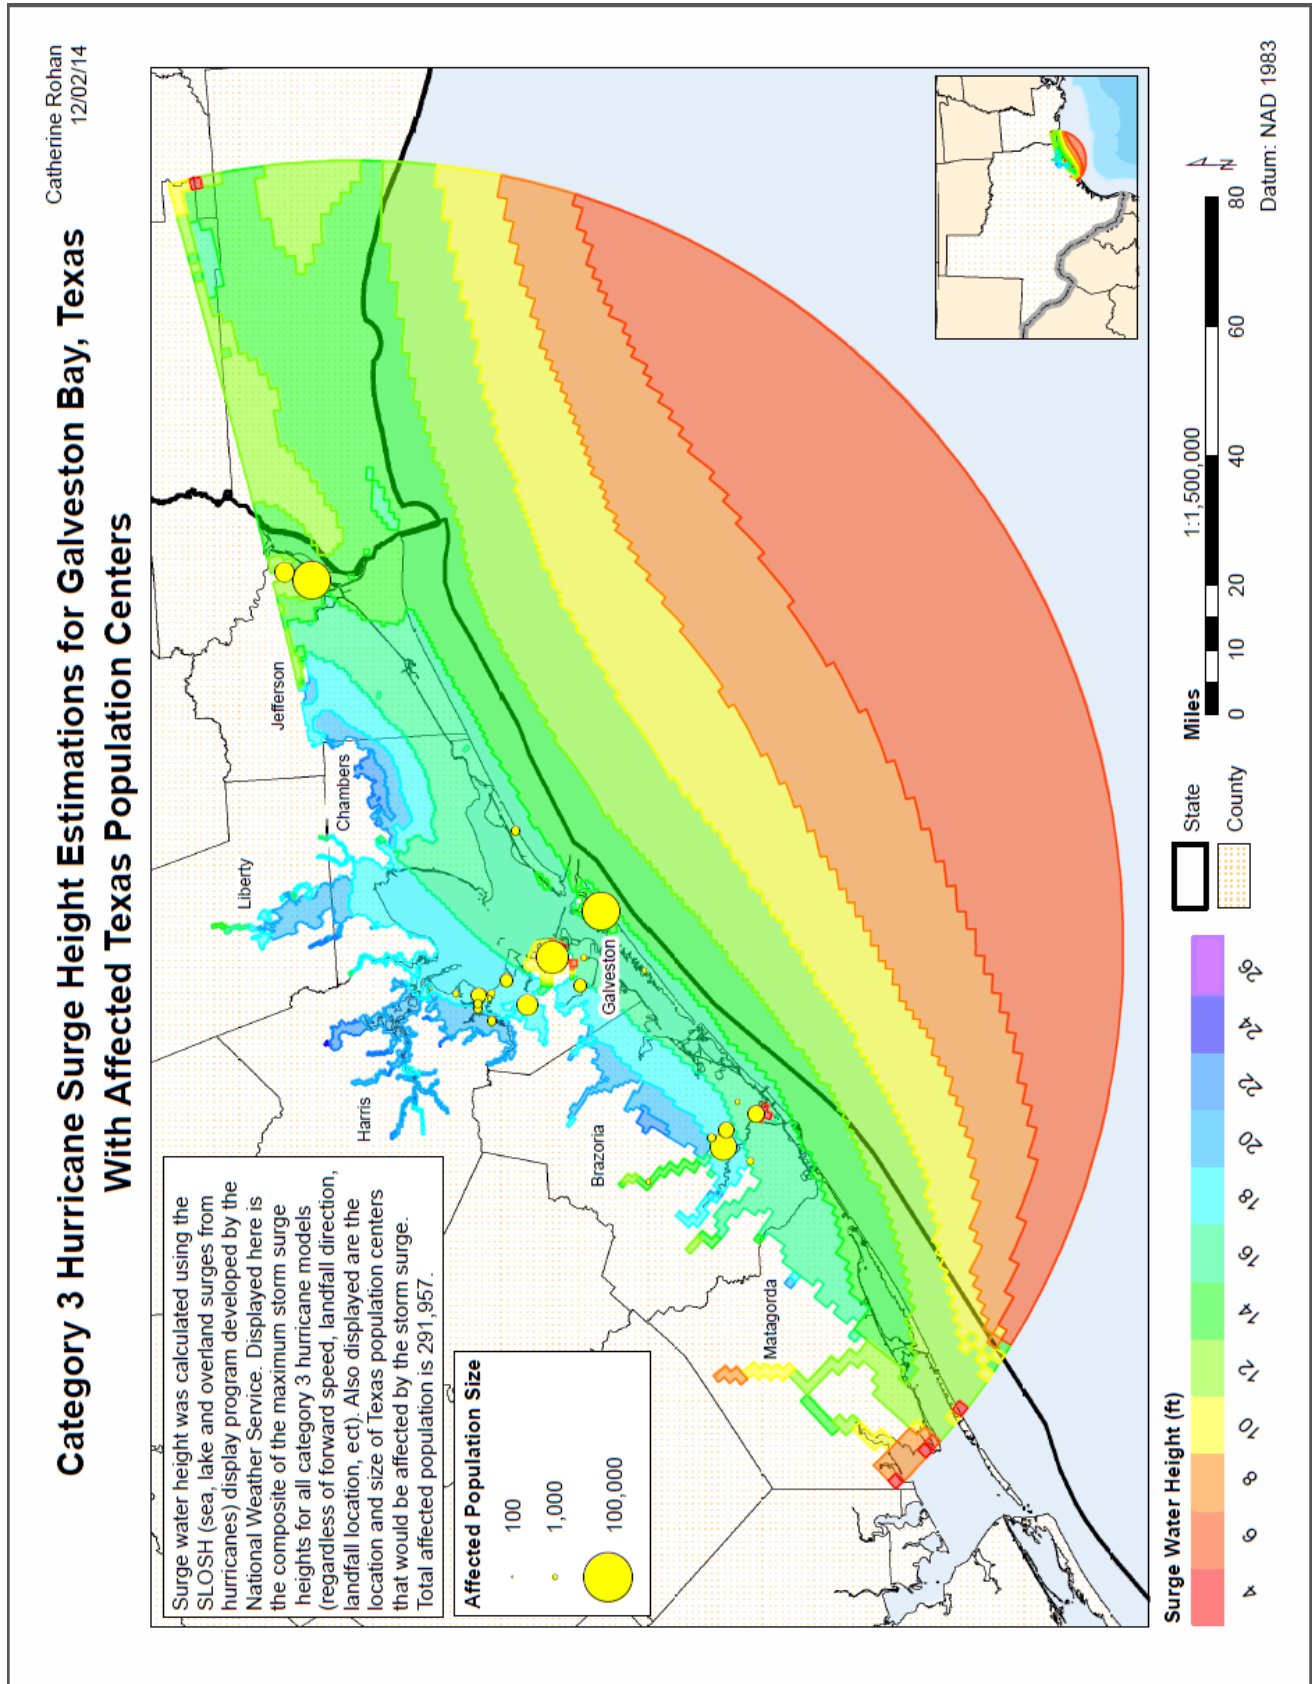 Category 3 Hurricane Surge Height Estimations for Galveston Bay, Texas
With Affected Texas Population Centers
Catherine Rohan
12/02/14
Surge water height was calculated using the
SLOSH (sea, lake and overland surges from
hurricanes) display program developed by the
National Weather Service. Displayed here is
the composite of the maximum storm surge
heights for all category 3 hurricane models
(regardless of forward speed, landfall direction,
landfall location, ect). Also displayed are the
location and size of Texas population centers
that would be affected by the storm surge.
Total affected population is 291,957.
Affected Population Size
100
1,000
100,000
Liberty
Jefferson
Chambers
Harris
Galveston
Brazoria
Matagorda
Surge Water Height (ft)
4 6 8 10 12 14 16 18 20 22 24 26
State
County
Miles
1:1,500,000
0 10 20 40 60 80
N
Datum: NAD 1983